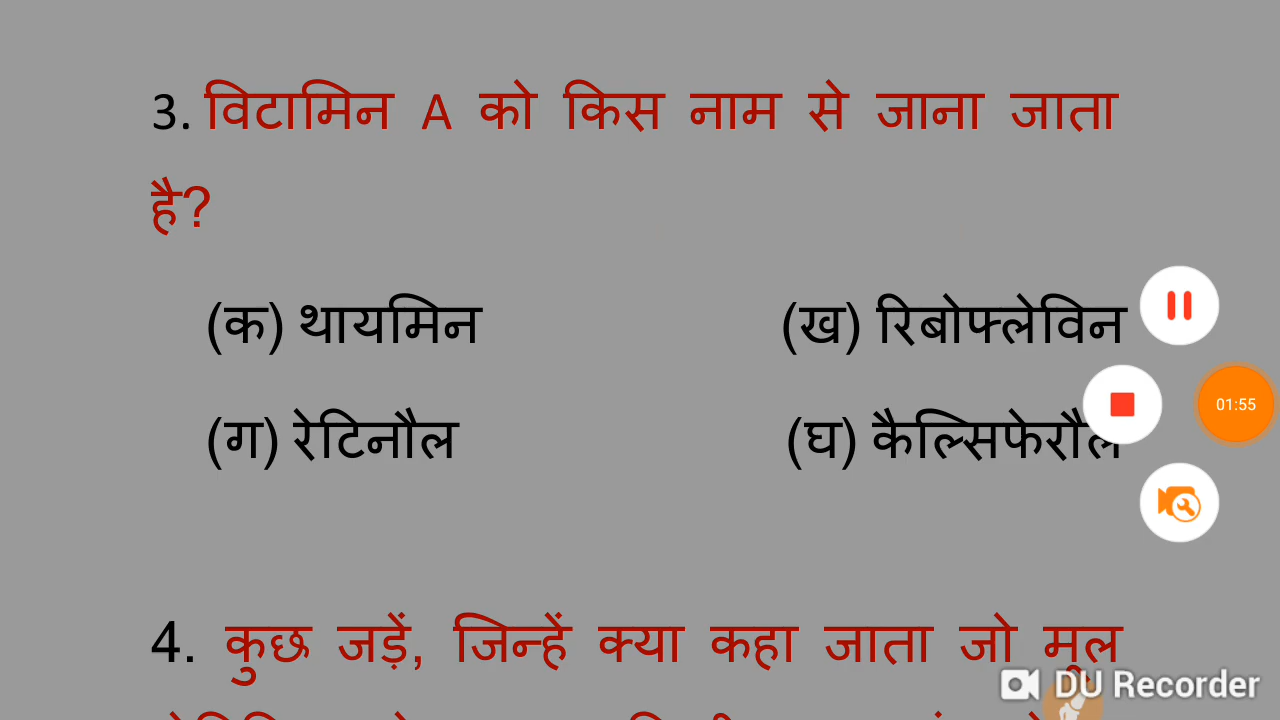 3. विटामिन A को किस नाम से जाना जाता
है?
(क) थायमिन (ख) रिबोफ्लेविन
(ग) रेटिनौल (घ) कैल्सिफेरौल
01:55
4. कुछ जड़ें, जिन्हें क्या कहा जाता जो मूल
DU Recorder